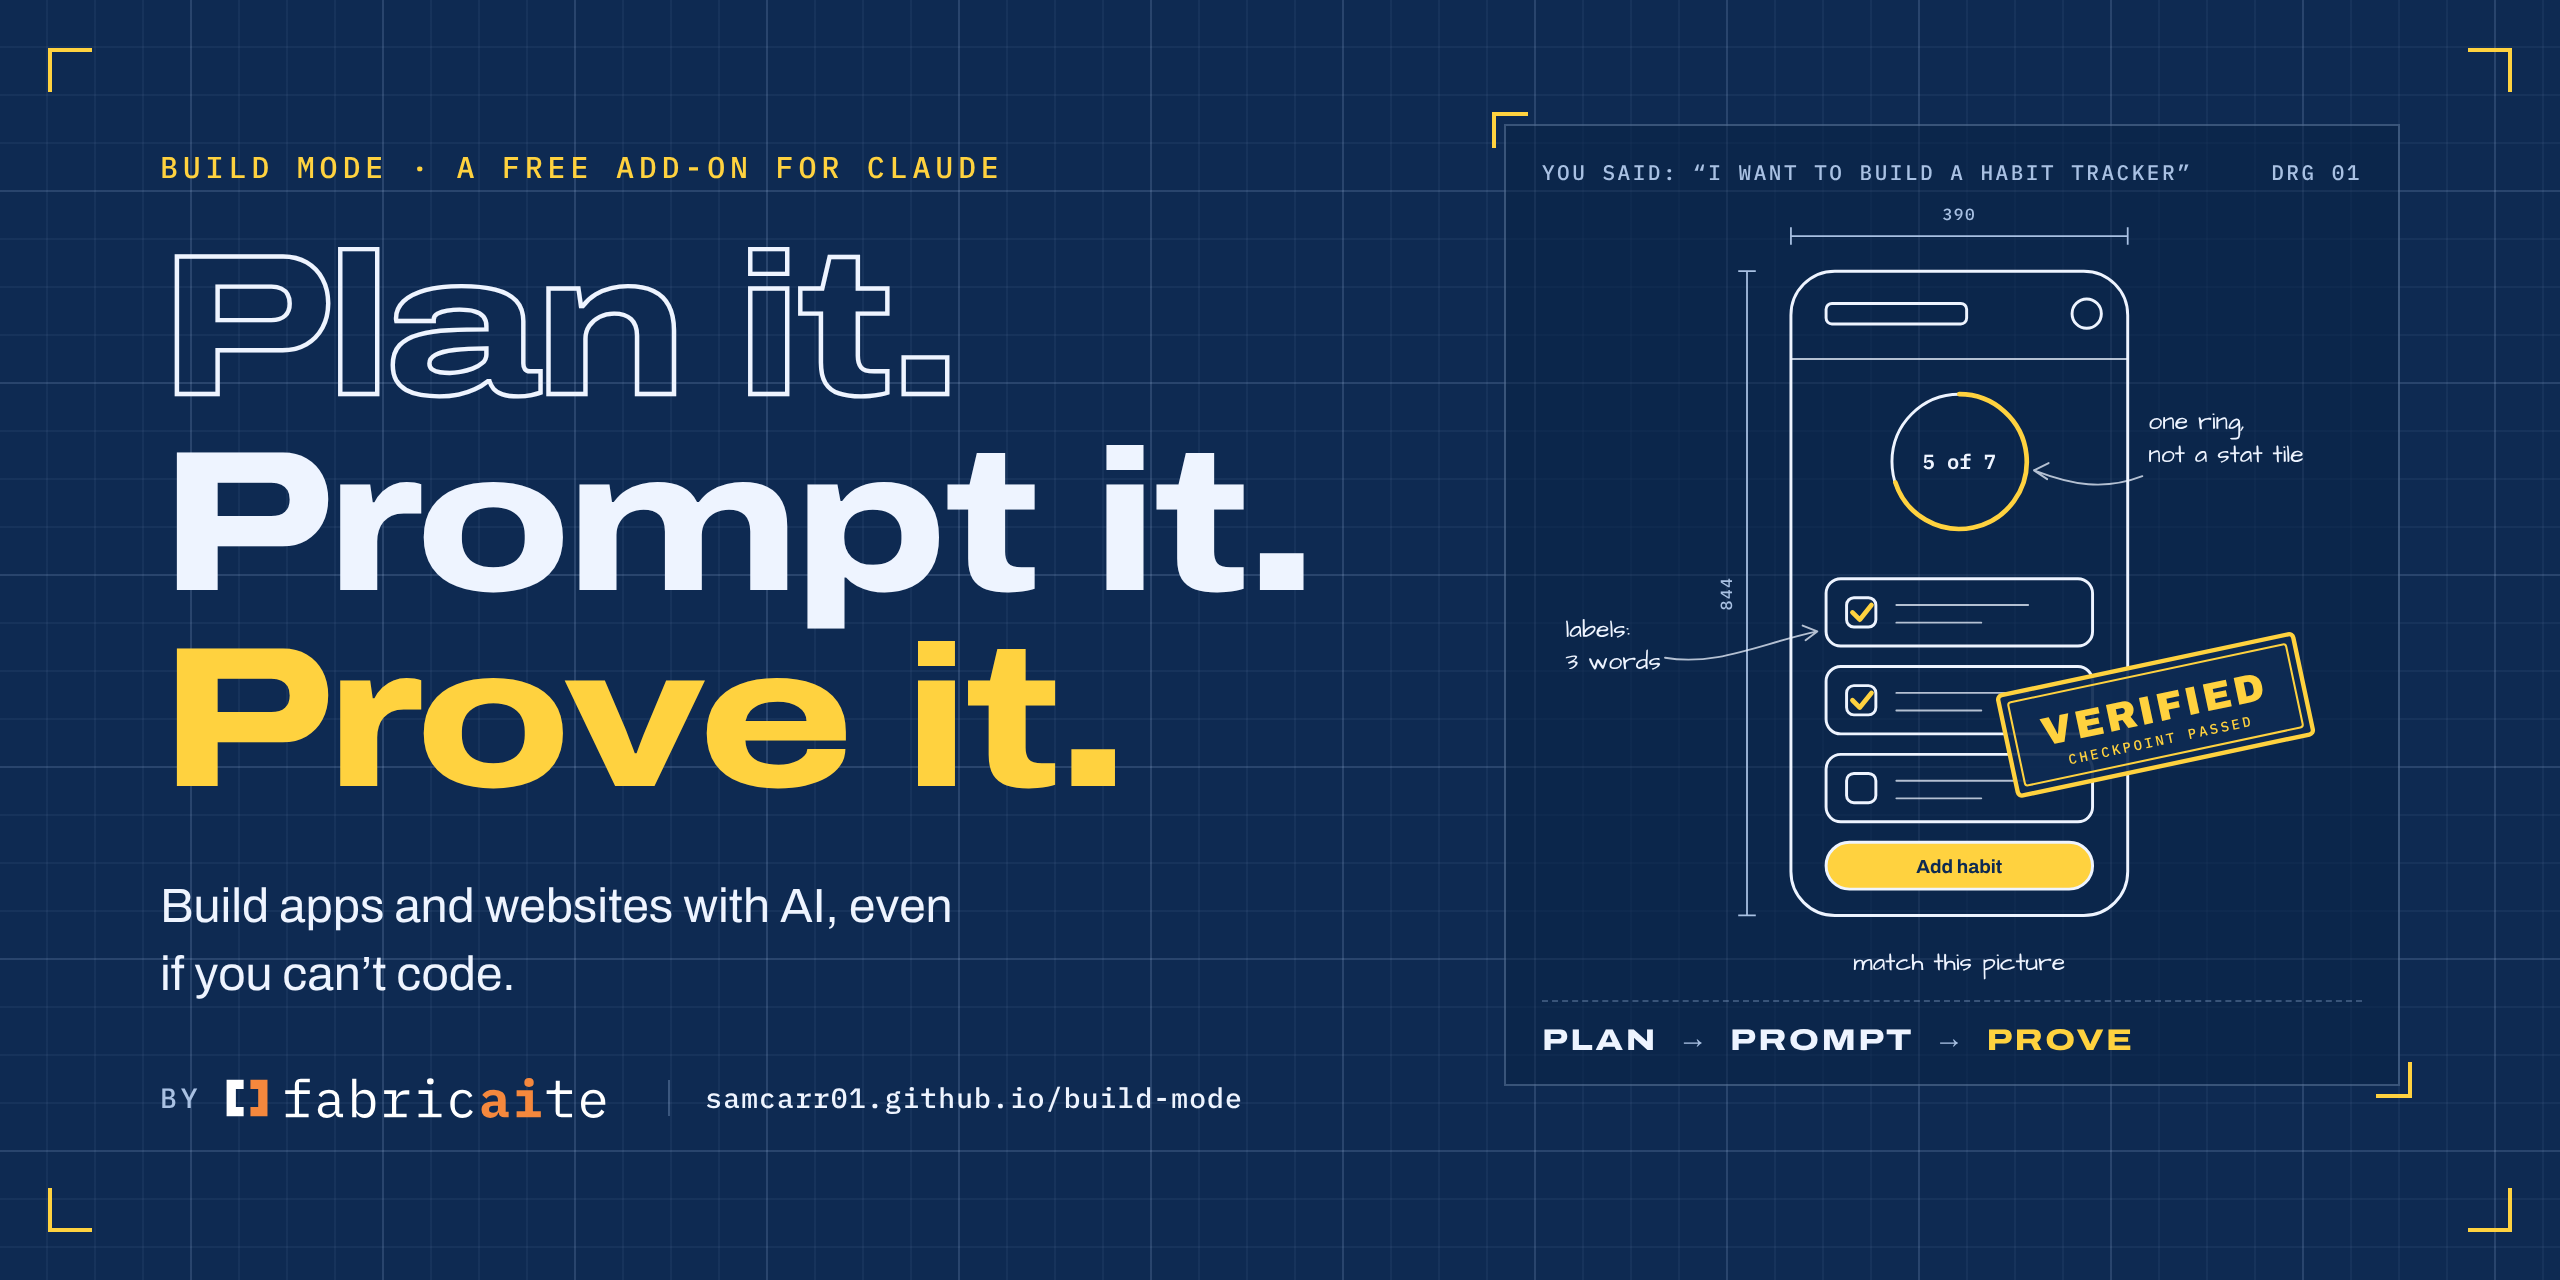 BUILD MODE · A FREE ADD-ON FOR CLAUDE
Plan it.
Prompt it.
Prove it.
Build apps and websites with AI, even
if you can’t code.
BY fabricaite
samcarr01.github.io/build-mode
YOU SAID: “I WANT TO BUILD A HABIT TRACKER”
DRG 01
390
844
5 of 7
one ring,
not a stat tile
labels:
3 words
VERIFIED
CHECKPOINT PASSED
Add habit
match this picture
PLAN → PROMPT → PROVE